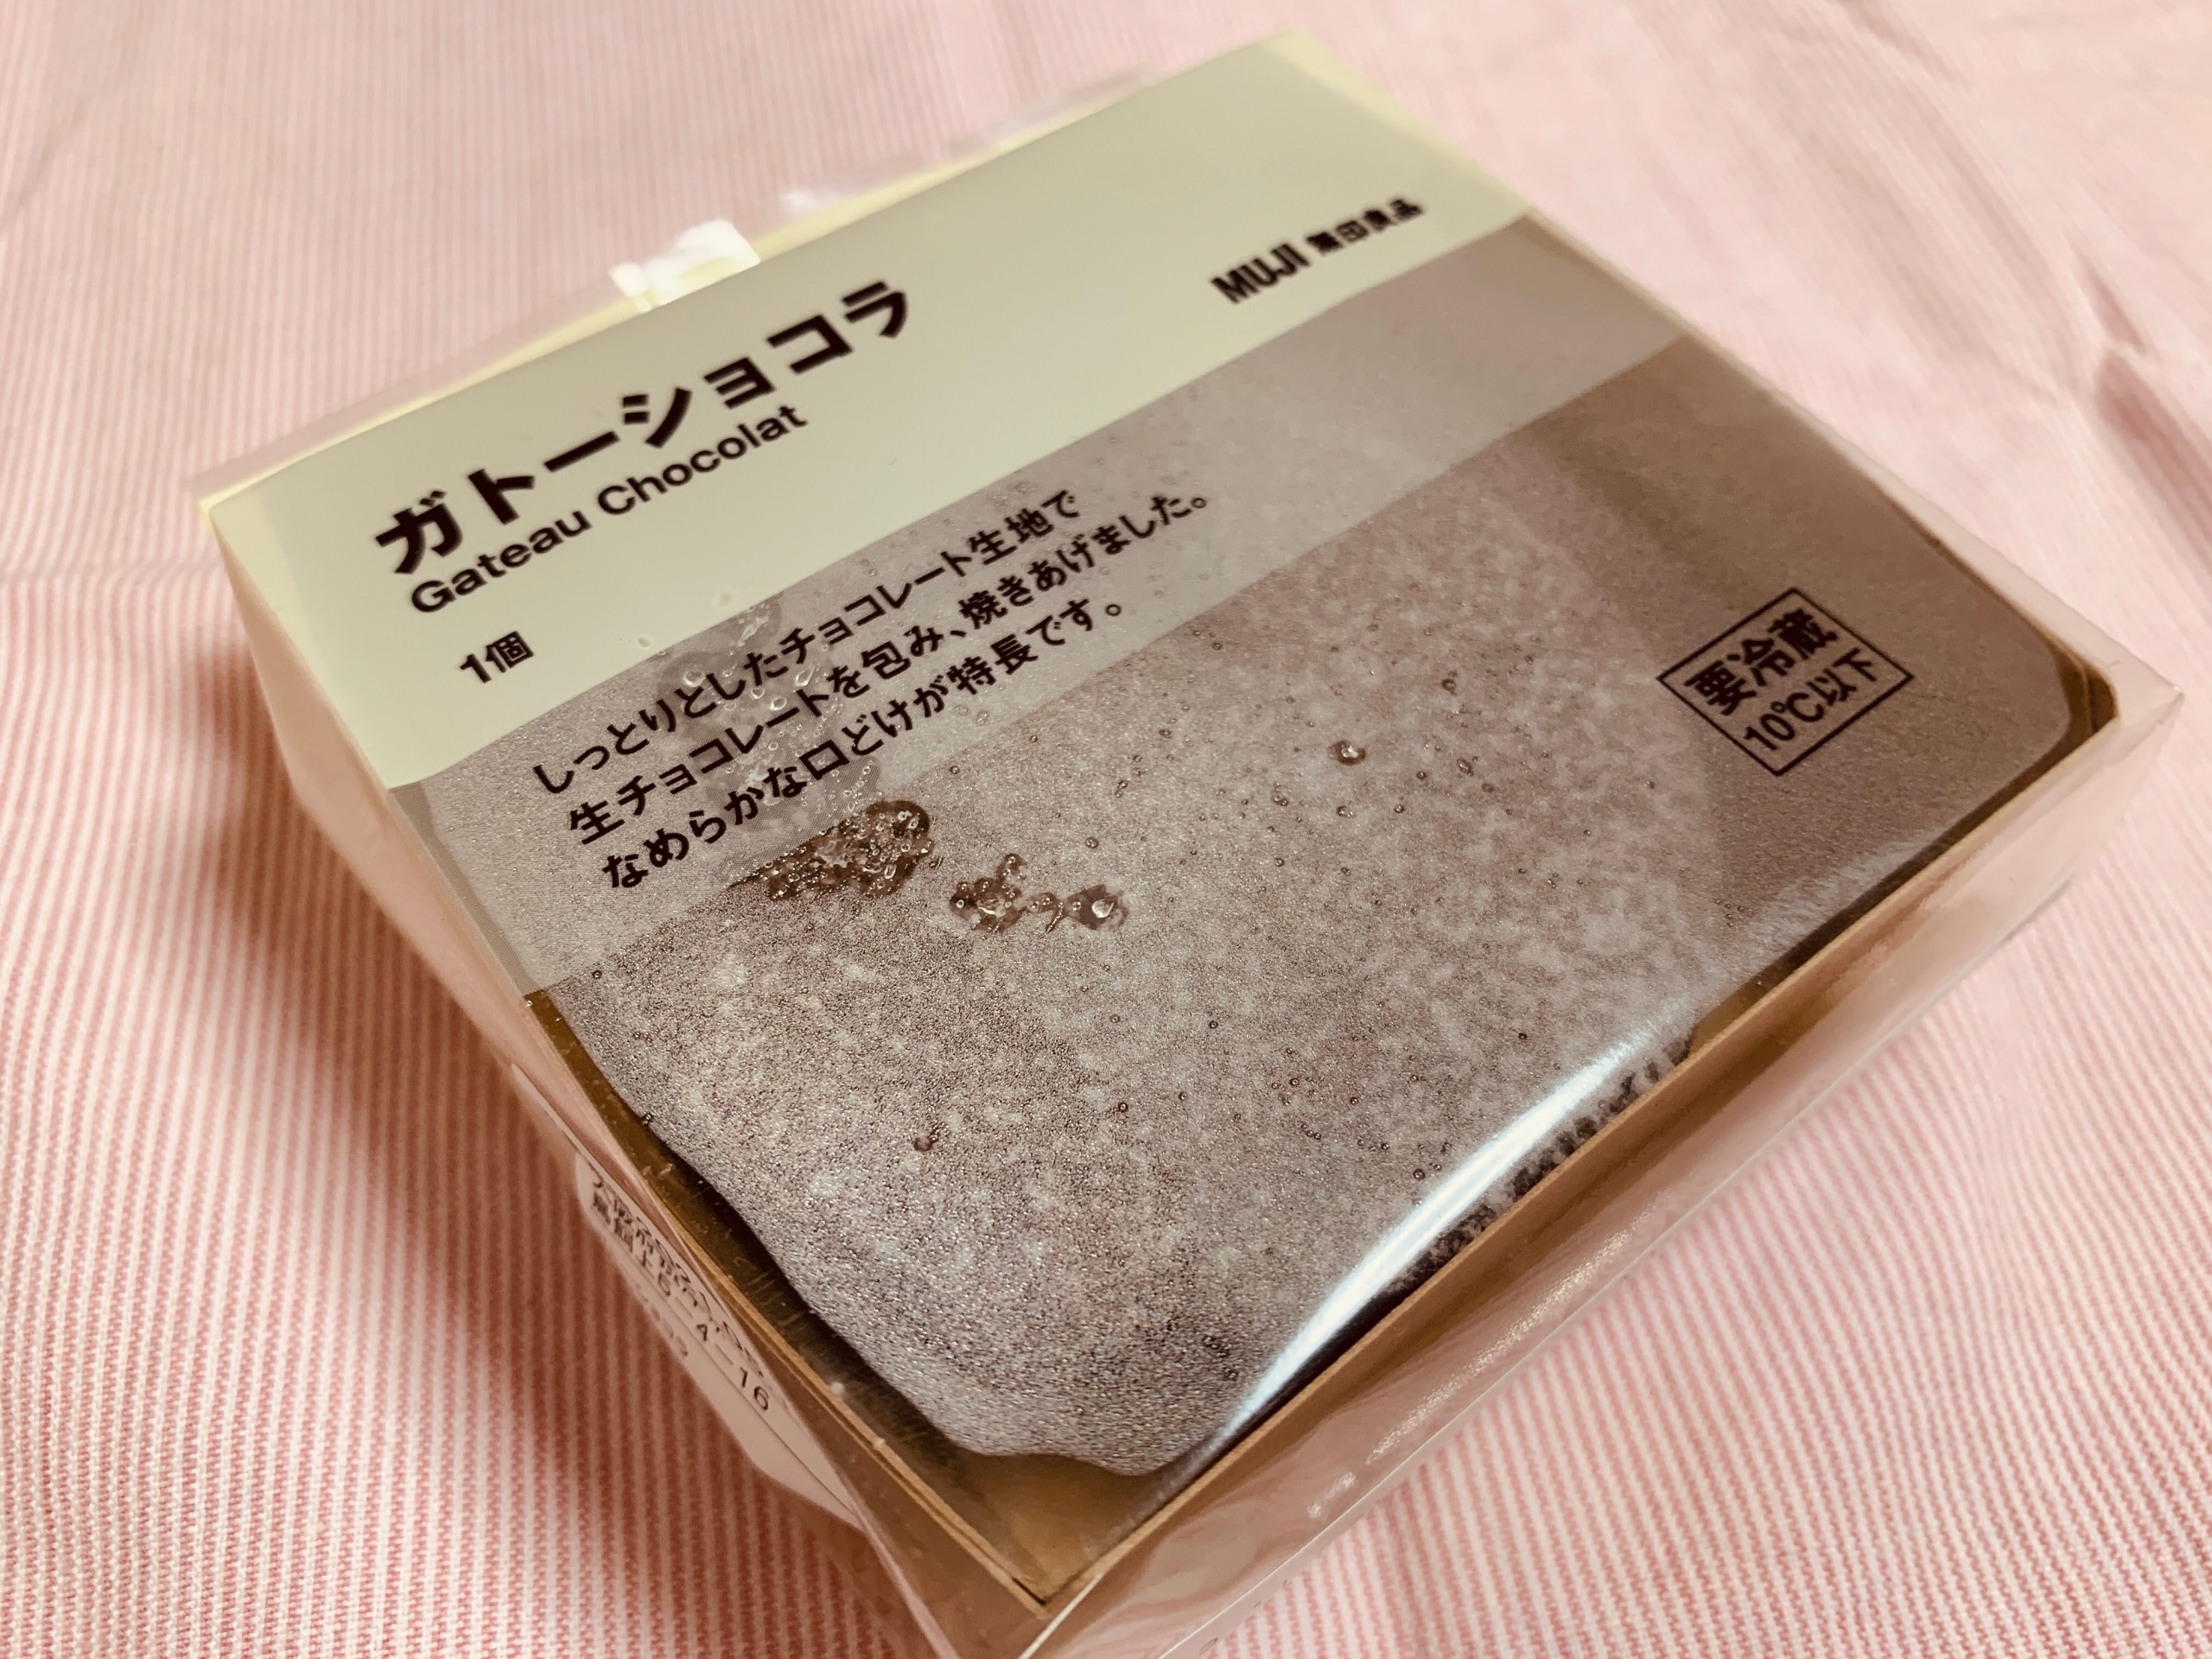 MUJI 無印良品
ガトーショコラ
Gateau Chocolat
1個
しっとりとしたチョコレート生地で
生チョコレートを包み、焼きあげました。
なめらかな口どけが特長です。
要冷蔵
10℃以下